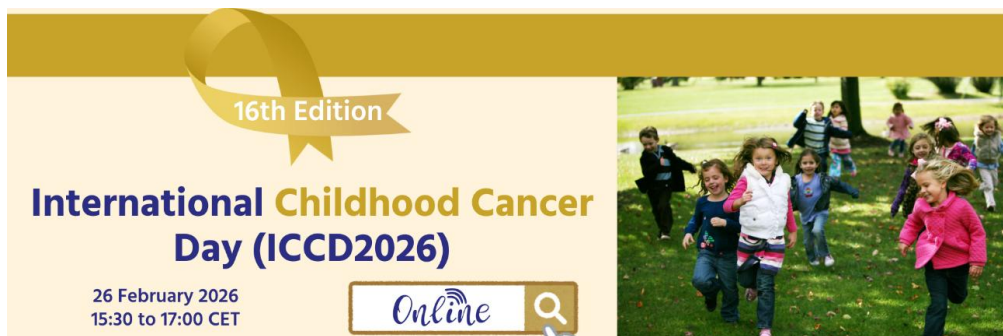 16th Edition
International Childhood Cancer
Day (ICCD2026)
26 February 2026
15:30 to 17:00 CET
Online